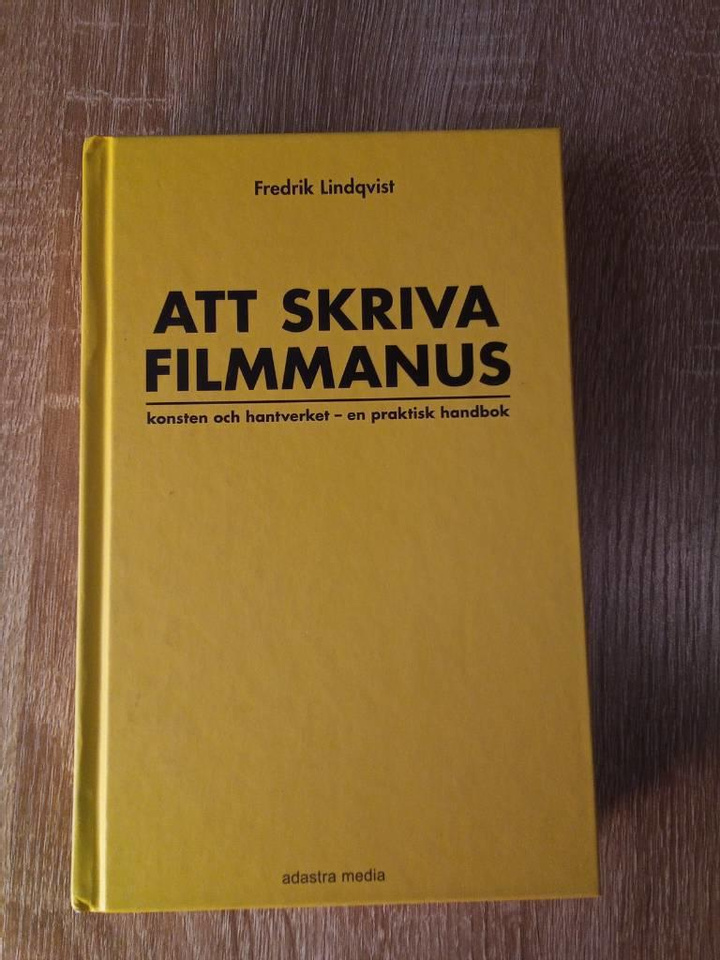 Fredrik Lindqvist
ATT SKRIVA
FILMMANUS
konsten och hantverket – en praktisk handbok
adastra media